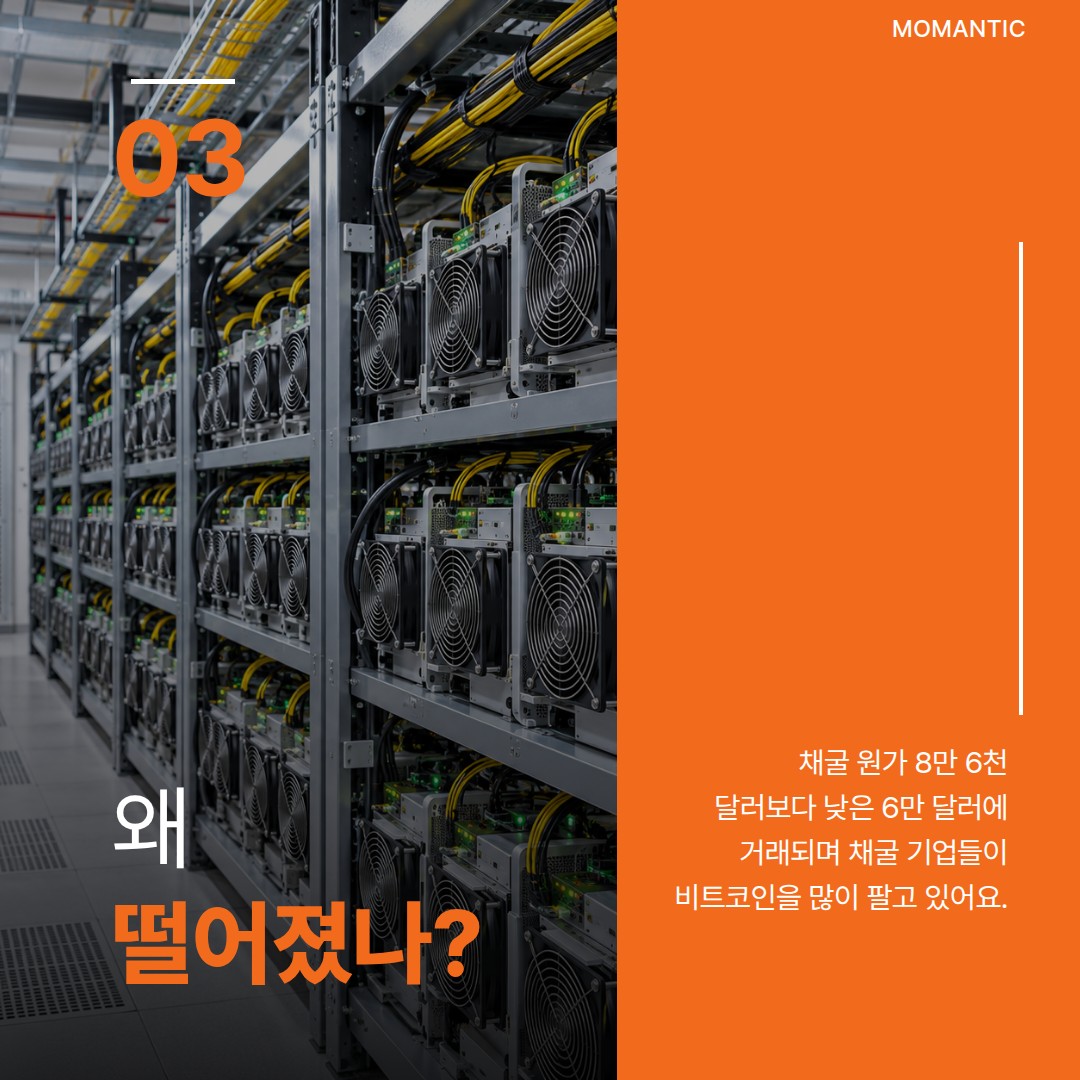 MOMANTIC
03
왜
떨어졌나?
채굴 원가 8만 6천
달러보다 낮은 6만 달러에
거래되며 채굴 기업들이
비트코인을 많이 팔고 있어요.